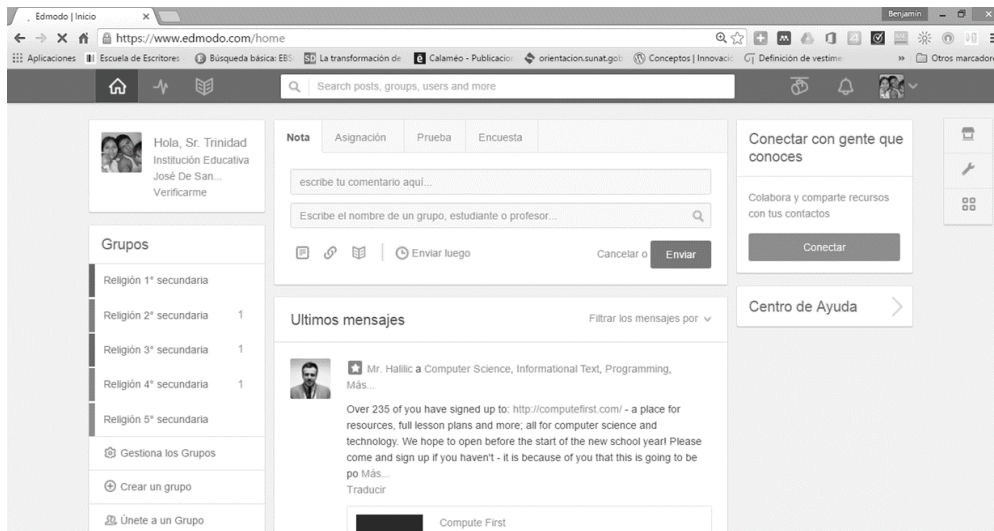 Edmodo | Inicio
Benjamín
https://www.edmodo.com/home
Aplicaciones
Escuela de Escritores
Búsqueda básica: EBS
La transformación de
Calaméo - Publicacio
orientacion.sunat.gob
Conceptos | Innovaci
Definición de vestime
Otros marcadore
Search posts, groups, users and more
Hola, Sr. Trinidad
Institución Educativa
José De San...
Verificarme
Grupos
Religión 1° secundaria
Religión 2° secundaria 1
Religión 3° secundaria 1
Religión 4° secundaria 1
Religión 5° secundaria
Gestiona los Grupos
Crear un grupo
Únete a un Grupo
Nota Asignación Prueba Encuesta
escribe tu comentario aquí...
Escribe el nombre de un grupo, estudiante o profesor...
Enviar luego
Cancelar o Enviar
Ultimos mensajes
Filtrar los mensajes por
Mr. Halilic a Computer Science, Informational Text, Programming,
Más...
Over 235 of you have signed up to: http://computefirst.com/ - a place for
resources, full lesson plans and more; all for computer science and
technology. We hope to open before the start of the new school year! Please
come and sign up if you haven't - it is because of you that this is going to be
po Más...
Traducir
Compute First
Conectar con gente que
conoces
Colabora y comparte recursos
con tus contactos
Conectar
Centro de Ayuda